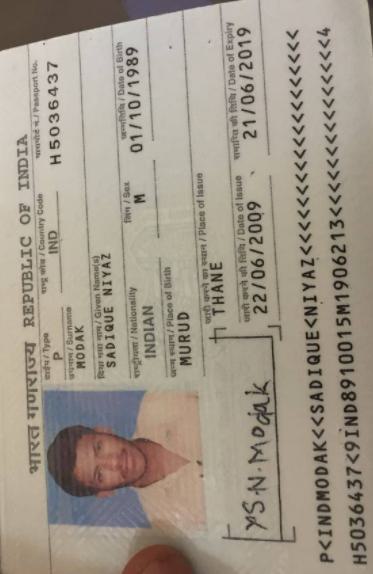 भारत गणराज्य REPUBLIC OF INDIA
टाईप / Type
P
राष्ट्र कोड / Country Code
IND
पासपोर्ट नं. / Passport No.
H5036437
उपनाम / Surname
MODAK
दिया गया नाम / Given Name(s)
SADIQUE NIYAZ
राष्ट्रीयता / Nationality
INDIAN
लिंग / Sex
M
जन्मतिथि / Date of Birth
01/10/1989
जन्म स्थान / Place of Birth
MURUD
जारी करने का स्थान / Place of Issue
THANE
जारी करने की तिथि / Date of Issue
22/06/2009
समाप्ति की तिथि / Date of Expiry
21/06/2019
S.N.Modak
P<INDMODAK<<SADIQUE<NIYAZ<<<<<<<<<<<<<<<<<<<
H5036437<9IND8910015M1906213<<<<<<<<<<<<<<<4